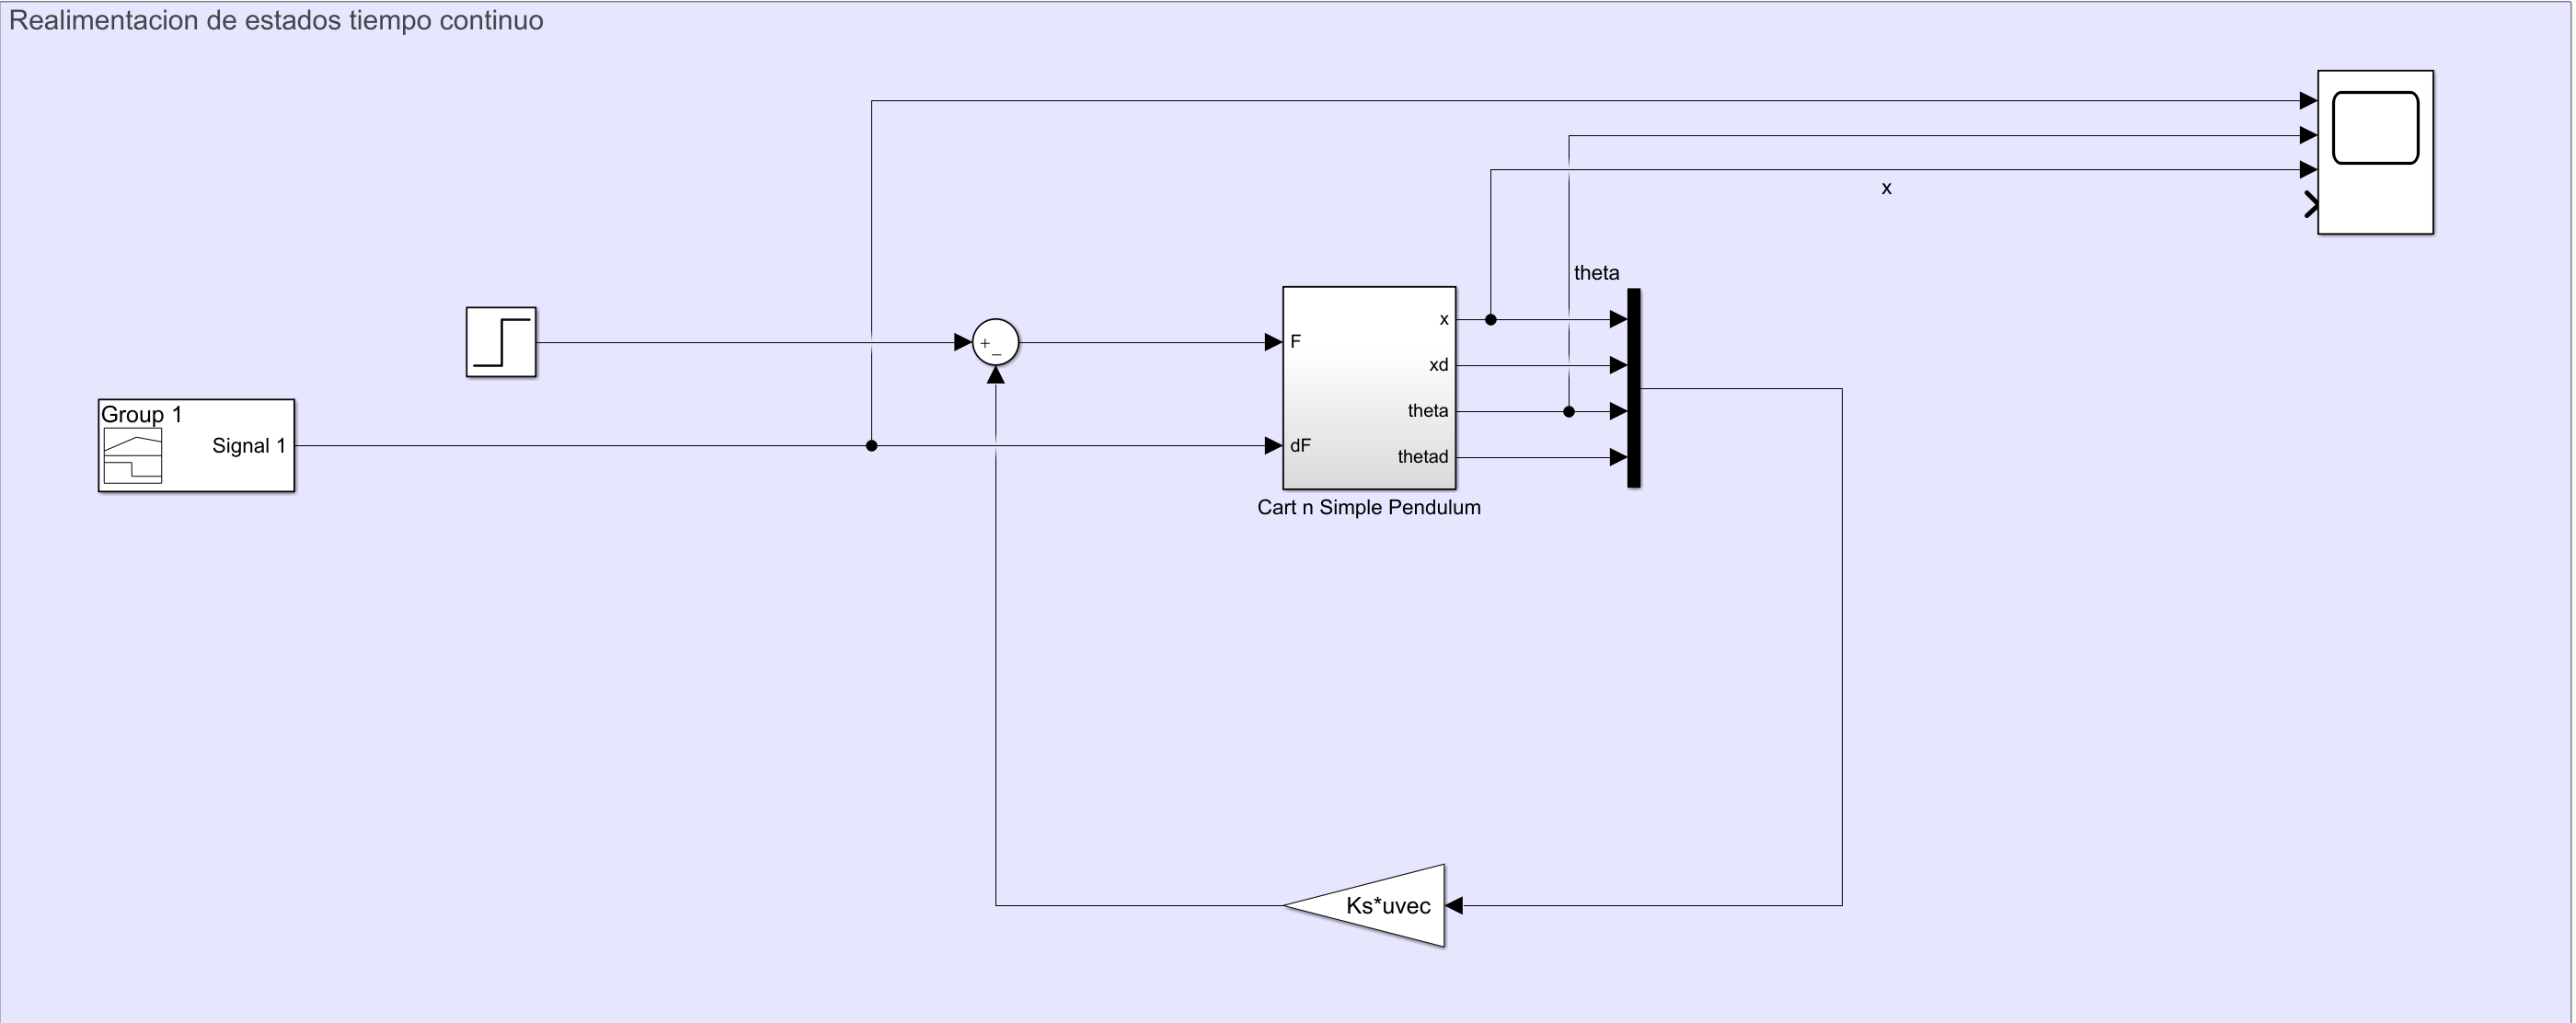 Realimentacion de estados tiempo continuo
x
theta
Group 1
Signal 1
+
−
F
dF
x
xd
theta
thetad
Cart n Simple Pendulum
Ks*uvec